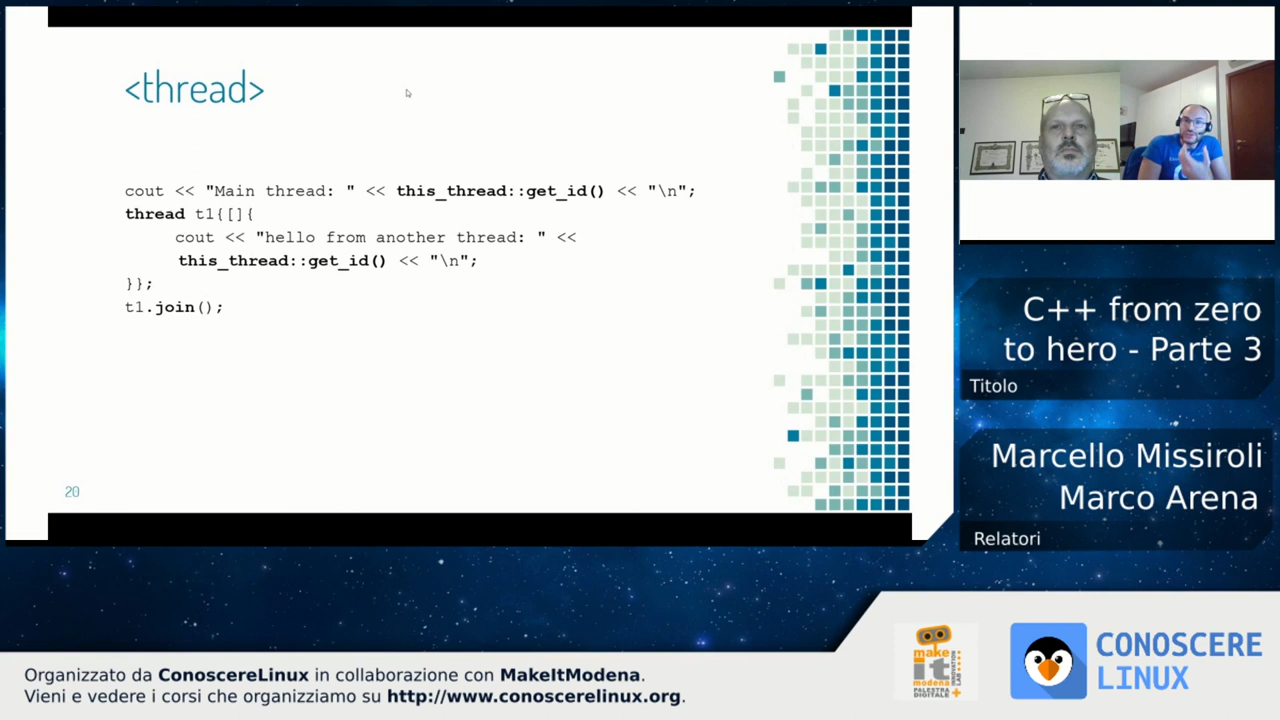 <thread>
cout << "Main thread: " << this_thread::get_id() << "\n";
thread t1{[]{
cout << "hello from another thread: " <<
this_thread::get_id() << "\n";
}};
t1.join();
20
C++ from zero
to hero - Parte 3
Titolo
Marcello Missiroli
Marco Arena
Relatori
make
it
modena
PALESTRA
DIGITALE
INNOVATION
LAB
CONOSCERE
LINUX
Organizzato da ConoscereLinux in collaborazione con MakeItModena.
Vieni e vedere i corsi che organizziamo su http://www.conoscerelinux.org.